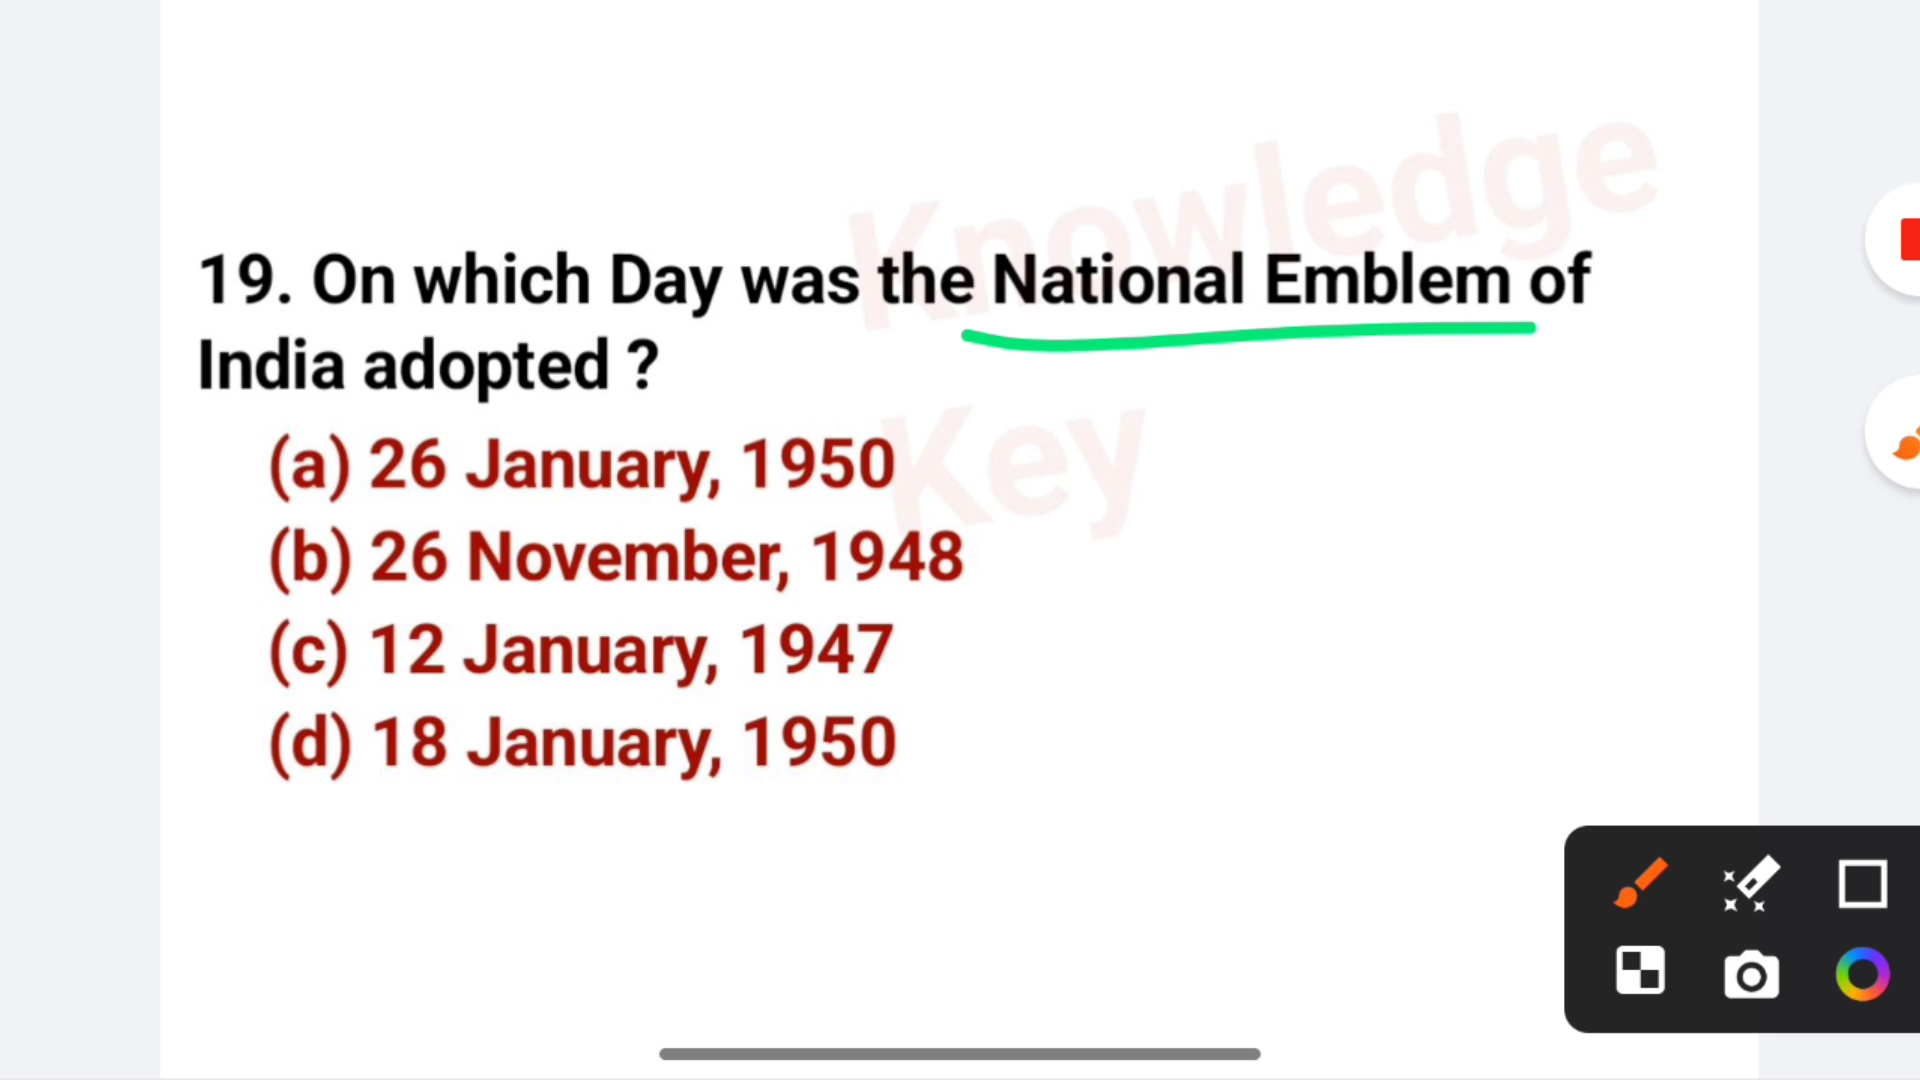 Knowledge
Key
19. On which Day was the National Emblem of
India adopted ?
(a) 26 January, 1950
(b) 26 November, 1948
(c) 12 January, 1947
(d) 18 January, 1950